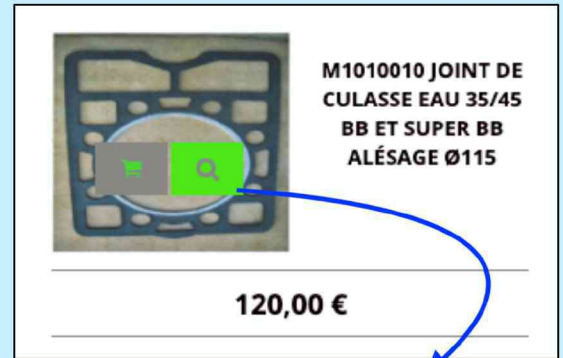 M1010010 JOINT DE
CULASSE EAU 35/45
BB ET SUPER BB
ALÉSAGE Ø115
120,00 €